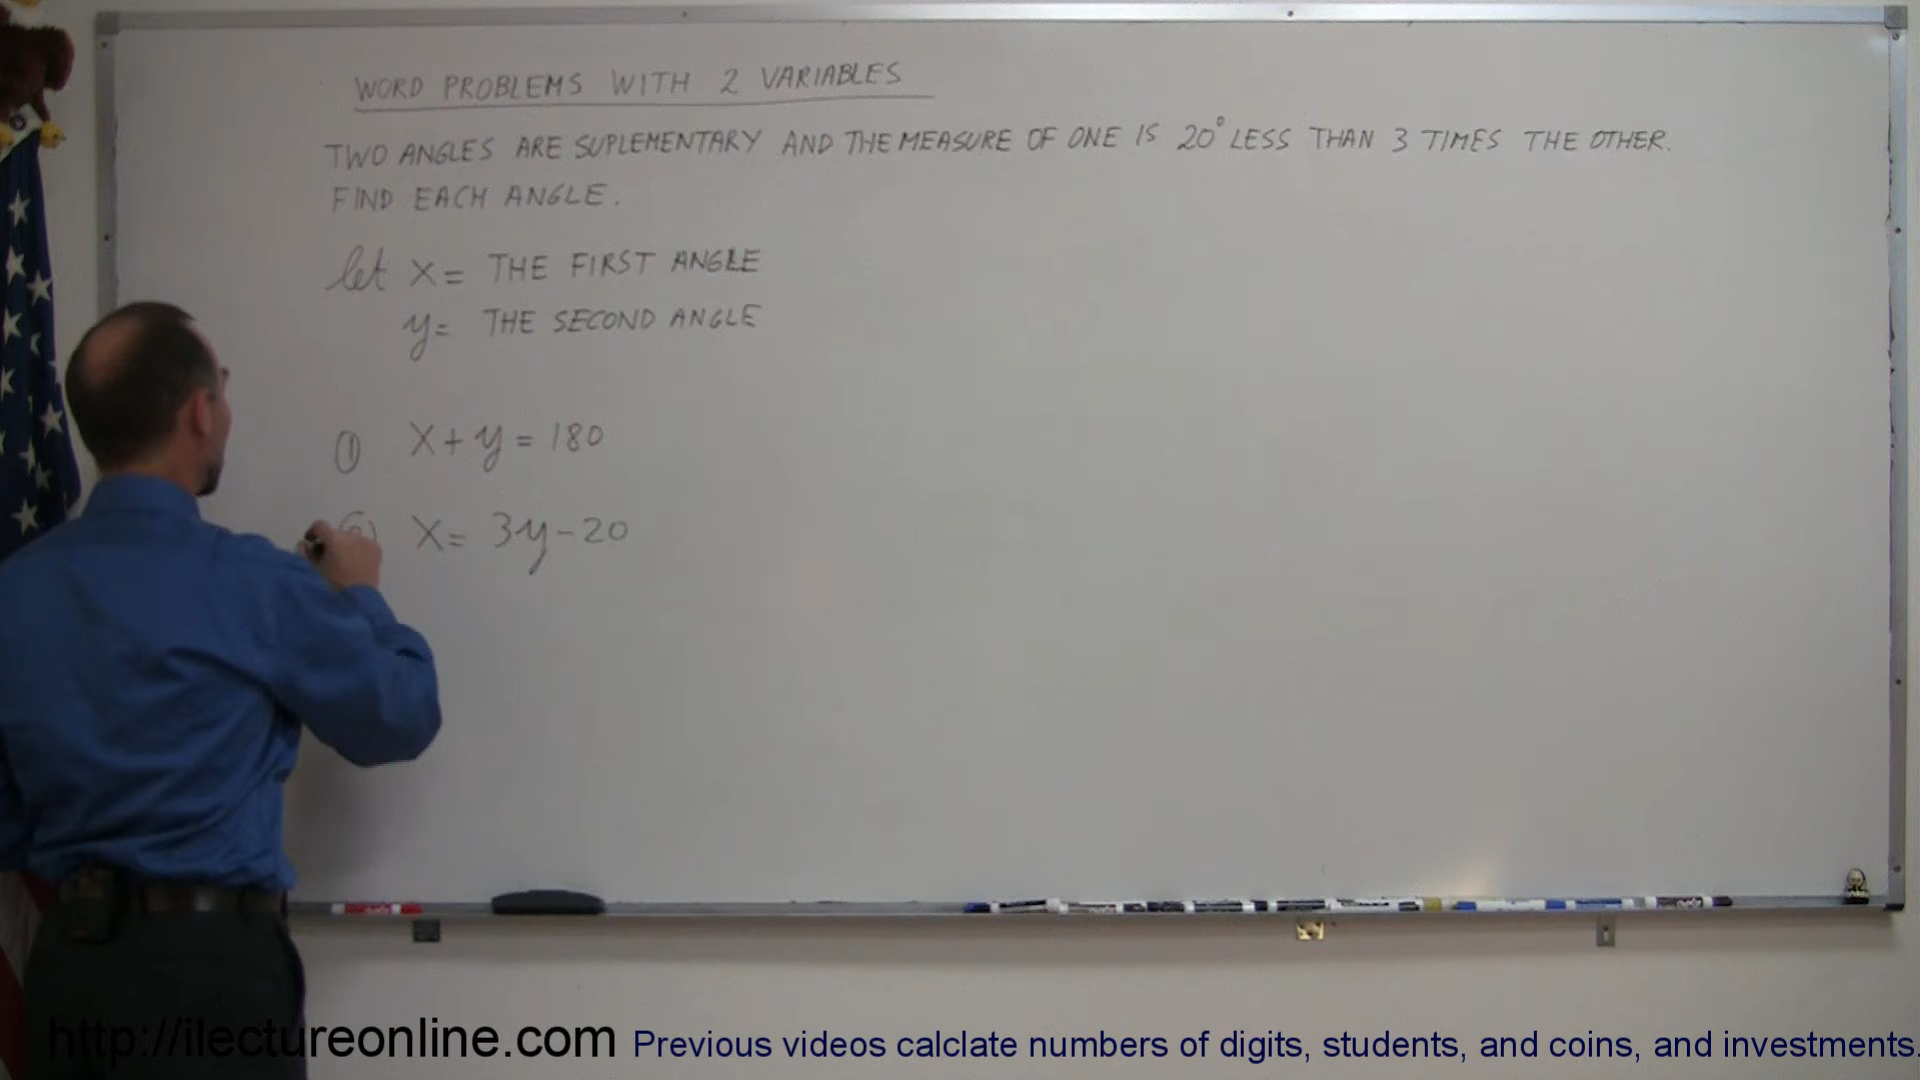 WORD PROBLEMS WITH 2 VARIABLES
TWO ANGLES ARE SUPLEMENTARY AND THE MEASURE OF ONE IS 20° LESS THAN 3 TIMES THE OTHER.
FIND EACH ANGLE.
let x = THE FIRST ANGLE
y = THE SECOND ANGLE
① x + y = 180
② x = 3y - 20
http://ilectureonline.com Previous videos calclate numbers of digits, students, and coins, and investments.